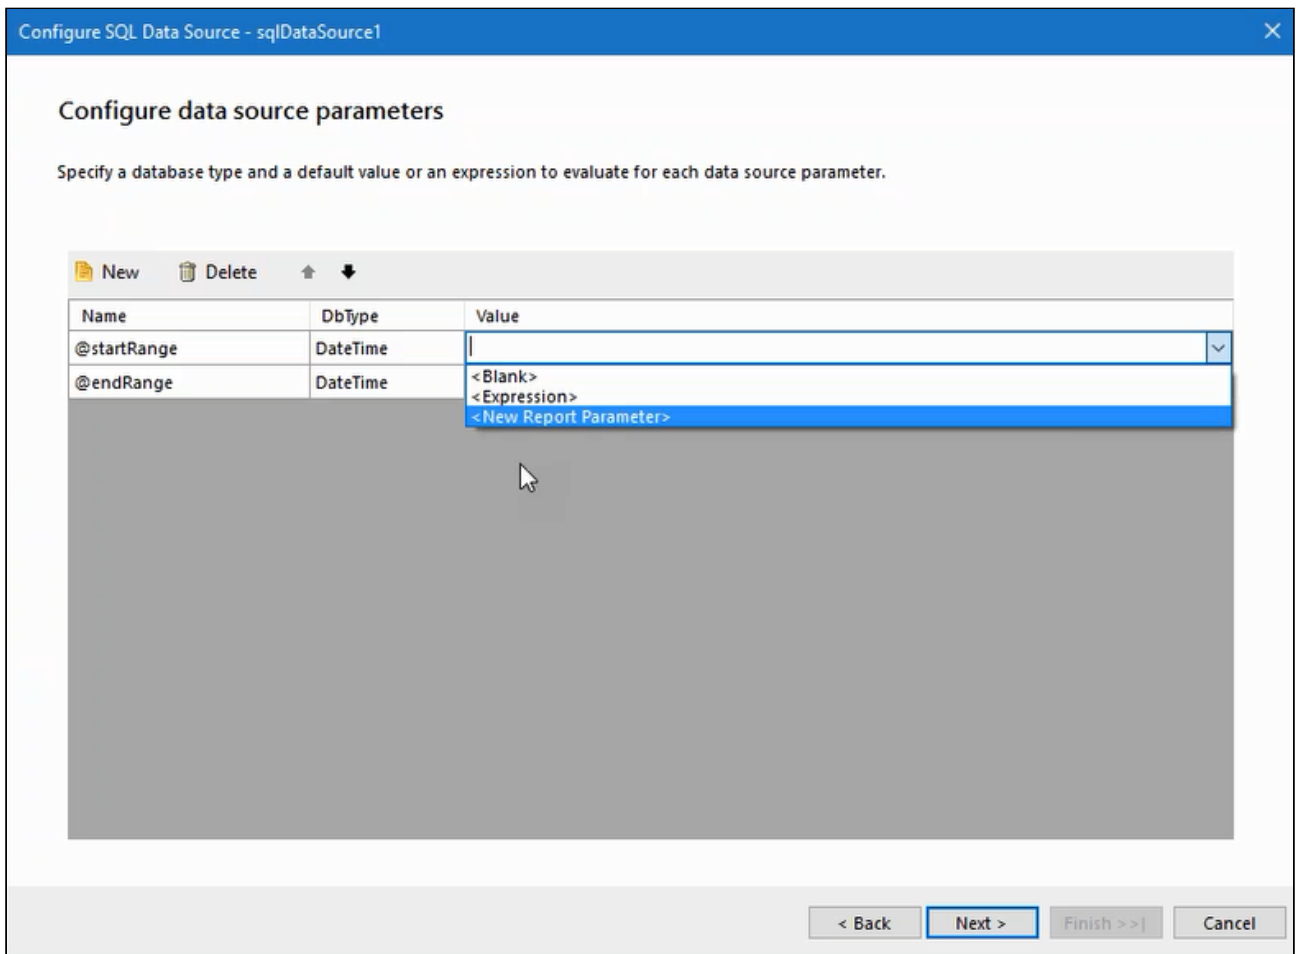 Configure SQL Data Source - sqlDataSource1
Configure data source parameters
Specify a database type and a default value or an expression to evaluate for each data source parameter.
New Delete
Name DbType Value
@startRange DateTime
@endRange DateTime
<Blank>
<Expression>
<New Report Parameter>
< Back Next > Finish >>| Cancel